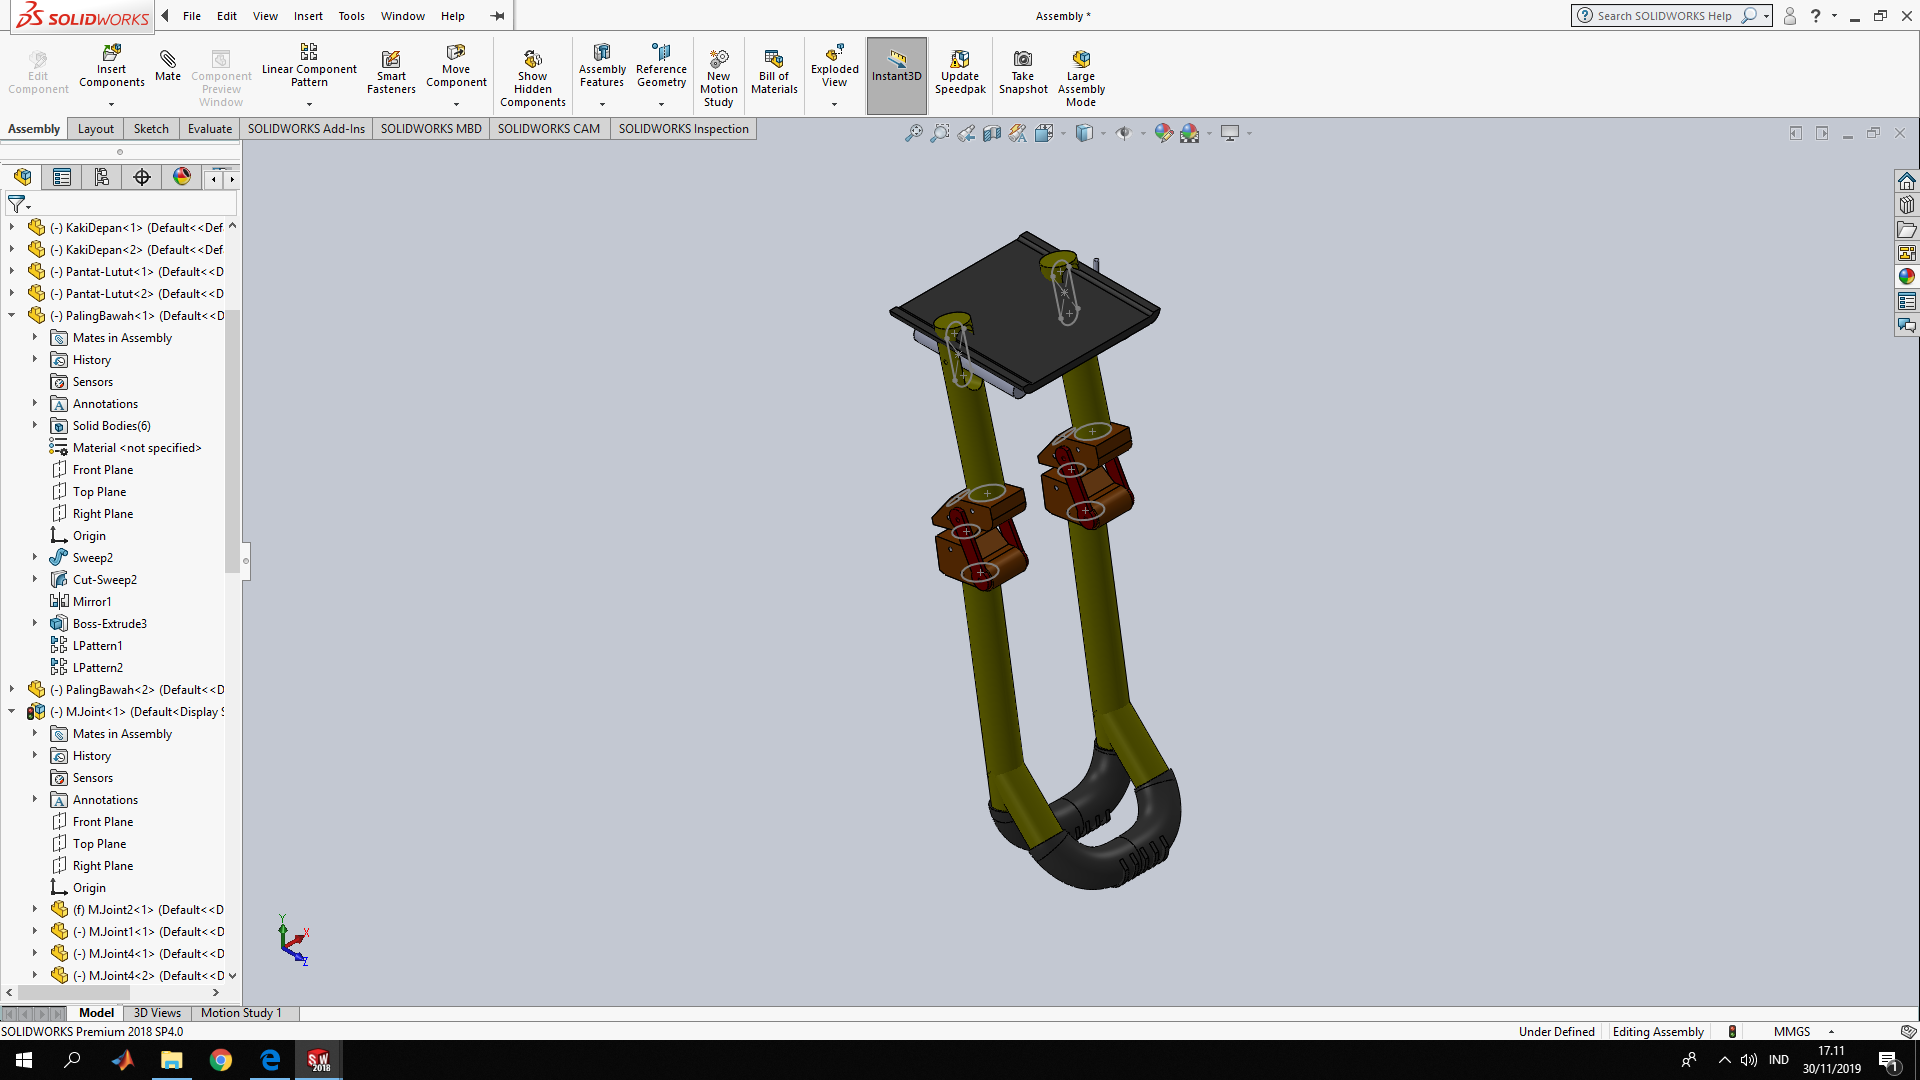 SOLIDWORKS
File Edit View Insert Tools Window Help
Assembly *
Search SOLIDWORKS Help
?
Edit Component
Insert Components
Mate
Component Preview Window
Linear Component Pattern
Smart Fasteners
Move Component
Show Hidden Components
Assembly Features
Reference Geometry
New Motion Study
Bill of Materials
Exploded View
Instant3D
Update Speedpak
Take Snapshot
Large Assembly Mode
Assembly Layout Sketch Evaluate SOLIDWORKS Add-Ins SOLIDWORKS MBD SOLIDWORKS CAM SOLIDWORKS Inspection
(-) KakiDepan<1> (Default<<Def
(-) KakiDepan<2> (Default<<Def
(-) Pantat-Lutut<1> (Default<<D
(-) Pantat-Lutut<2> (Default<<D
(-) PalingBawah<1> (Default<<D
Mates in Assembly
History
Sensors
Annotations
Solid Bodies(6)
Material <not specified>
Front Plane
Top Plane
Right Plane
Origin
Sweep2
Cut-Sweep2
Mirror1
Boss-Extrude3
LPattern1
LPattern2
(-) PalingBawah<2> (Default<<D
(-) M.Joint<1> (Default<Display S
Mates in Assembly
History
Sensors
Annotations
Front Plane
Top Plane
Right Plane
Origin
(f) M.Joint2<1> (Default<<D
(-) M.Joint1<1> (Default<<D
(-) M.Joint4<1> (Default<<D
(-) M.Joint4<2> (Default<<D
Y
X
Z
Model 3D Views Motion Study 1
SOLIDWORKS Premium 2018 SP4.0
Under Defined Editing Assembly MMGS
SW 2018
IND
17.11
30/11/2019
1